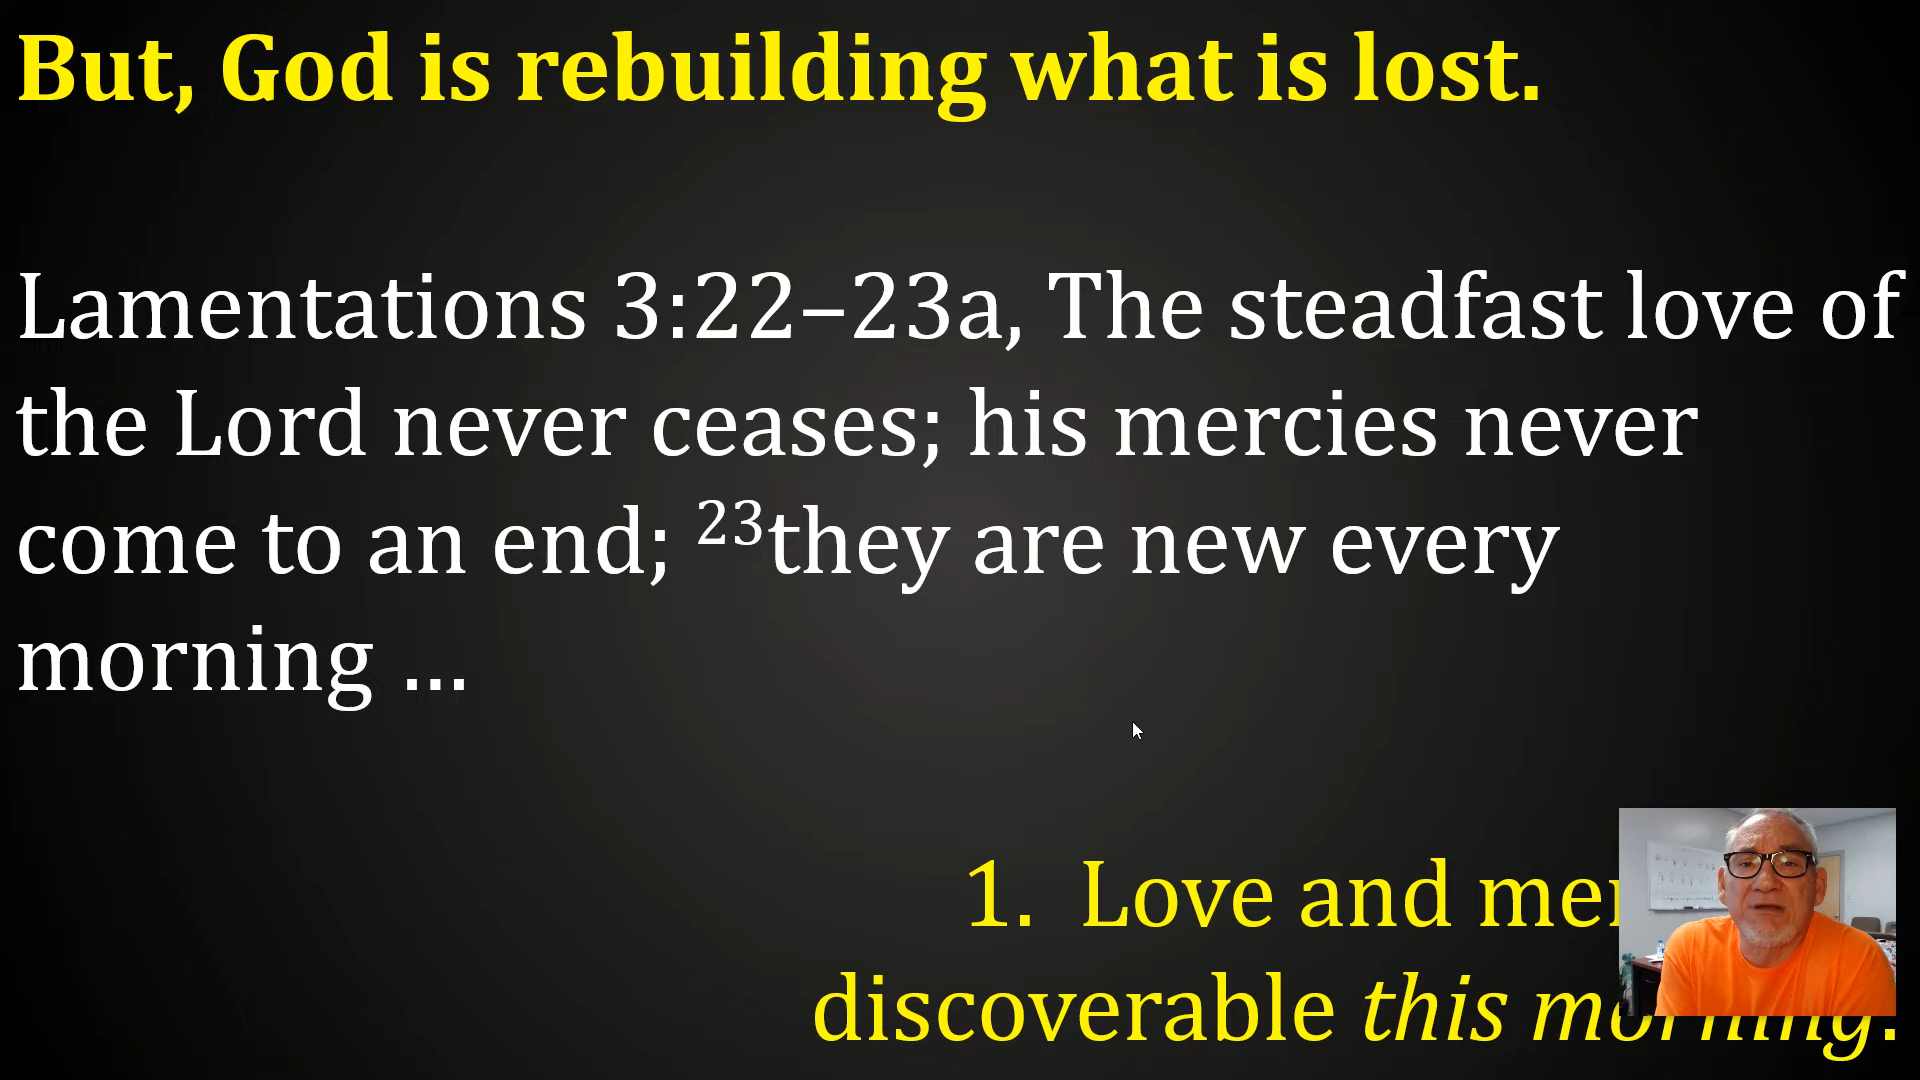 But, God is rebuilding what is lost.
Lamentations 3:22–23a, The steadfast love of
the Lord never ceases; his mercies never
come to an end; 23they are new every
morning ...
1. Love and
discoverable this morning.